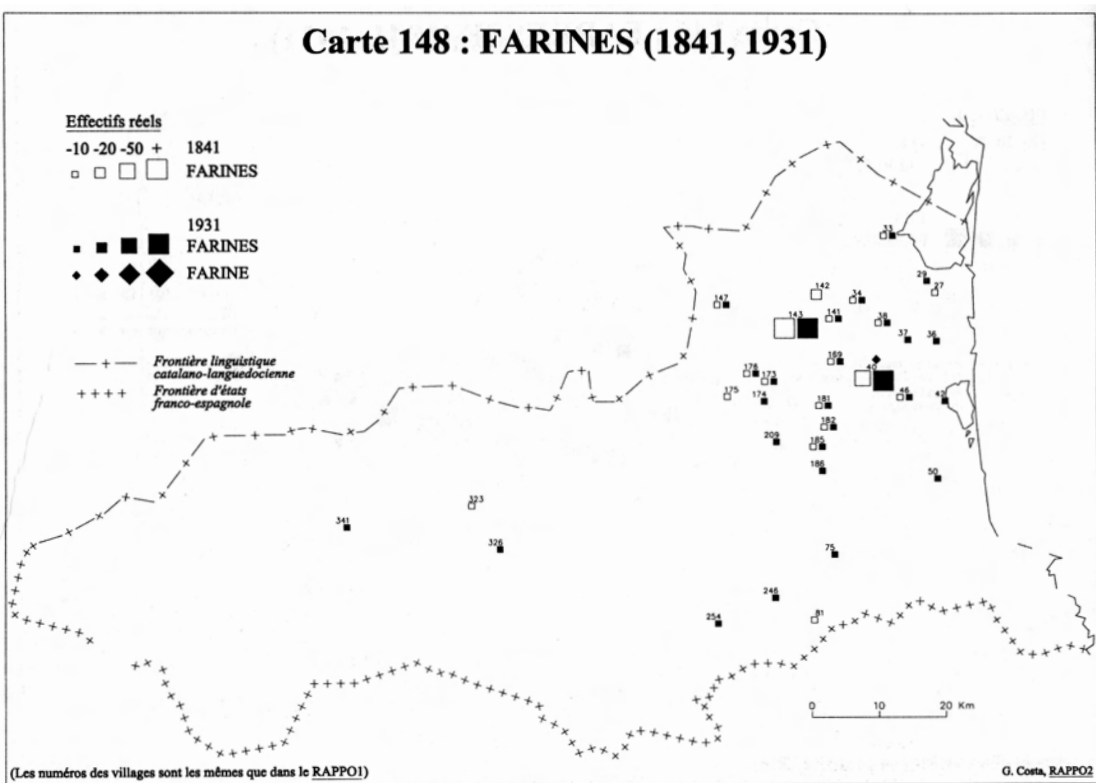 Carte 148 : FARINES (1841, 1931)
Effectifs réels
-10 -20 -50 + 1841
FARINES
1931
FARINES
FARINE
Frontière linguistique
catalano-languedocienne
Frontière d'états
franco-espagnole
33
29
27
142
34
147
143
141
38
37
36
169
40
178
173
175
174
46
42
181
182
209
185
186
50
323
341
326
75
246
254
81
0 10 20 Km
(Les numéros des villages sont les mêmes que dans le RAPPO1)
G. Costa, RAPPO2